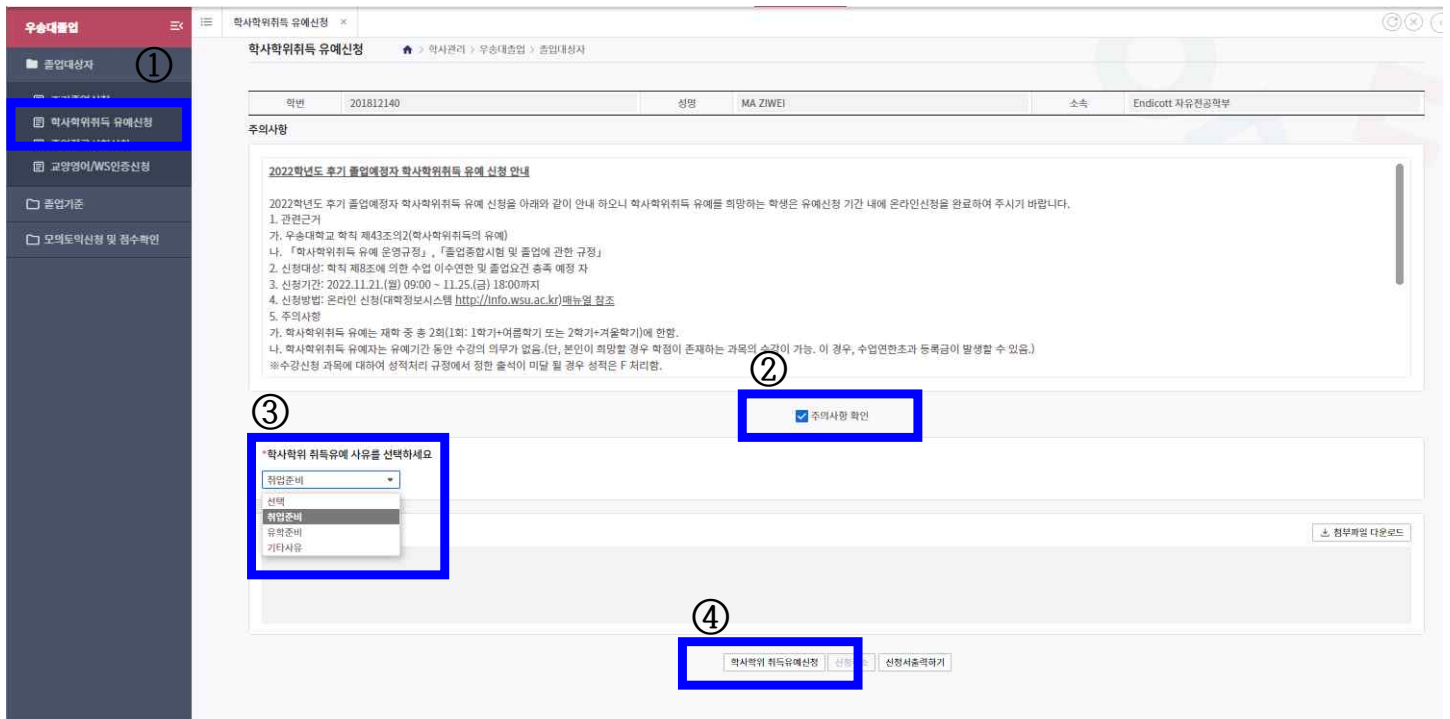 우송대졸업
학사학위취득 유예신청 ×
학사학위취득 유예신청
학사관리 > 우송대졸업 > 졸업대상자
①
졸업대상자
학사학위취득 유예신청
교양영어/WS인증신청
졸업기준
모의토익신청 및 점수확인
학번 201812140 성명 MA ZIWEI 소속 Endicott 자유전공학부
주의사항
2022학년도 후기 졸업예정자 학사학위취득 유예 신청 안내
2022학년도 후기 졸업예정자 학사학위취득 유예 신청을 아래와 같이 안내 하오니 학사학위취득 유예를 희망하는 학생은 유예신청 기간 내에 온라인신청을 완료하여 주시기 바랍니다.
1. 관련근거
가. 우송대학교 학칙 제43조의2(학사학위취득의 유예)
나. 「학사학위취득 유예 운영규정」, 「졸업종합시험 및 졸업에 관한 규정」
2. 신청대상: 학칙 제8조에 의한 수업 이수연한 및 졸업요건 충족 예정 자
3. 신청기간: 2022.11.21.(월) 09:00 ~ 11.25.(금) 18:00까지
4. 신청방법: 온라인 신청(대학정보시스템 http://info.wsu.ac.kr)매뉴얼 참조
5. 주의사항
가. 학사학위취득 유예는 재학 중 총 2회(1회: 1학기+여름학기 또는 2학기+겨울학기)에 한함.
나. 학사학위취득 유예자는 유예기간 동안 수강의 의무가 없음.(단, 본인이 희망할 경우 학점이 존재하는 과목의 수강이 가능. 이 경우, 수업연한초과 등록금이 발생할 수 있음.)
※수강신청 과목에 대하여 성적처리 규정에서 정한 출석이 미달 될 경우 성적은 F 처리함.
②
주의사항 확인
③
*학사학위 취득유예 사유를 선택하세요
취업준비
선택
취업준비
유학준비
기타사유
첨부파일 다운로드
④
학사학위 취득유예신청 신청서출력하기